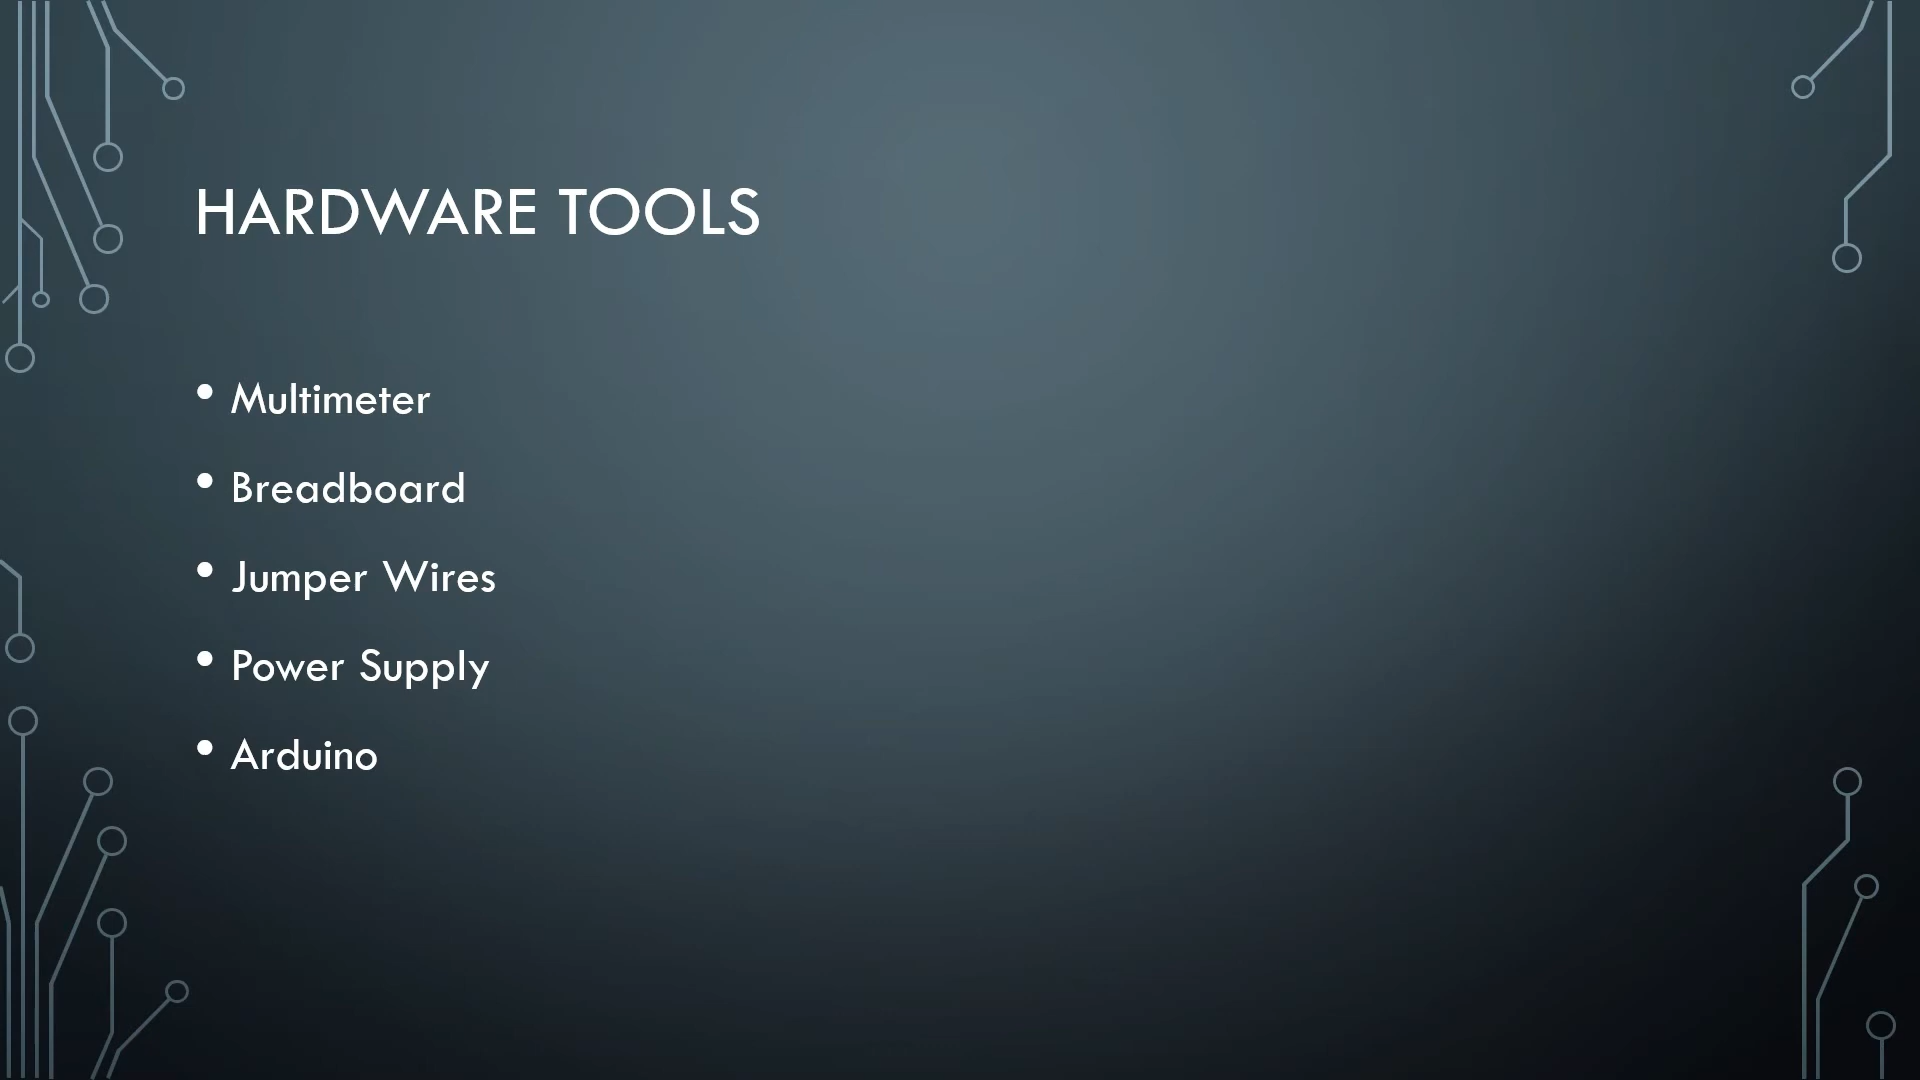 HARDWARE TOOLS
• Multimeter
• Breadboard
• Jumper Wires
• Power Supply
• Arduino